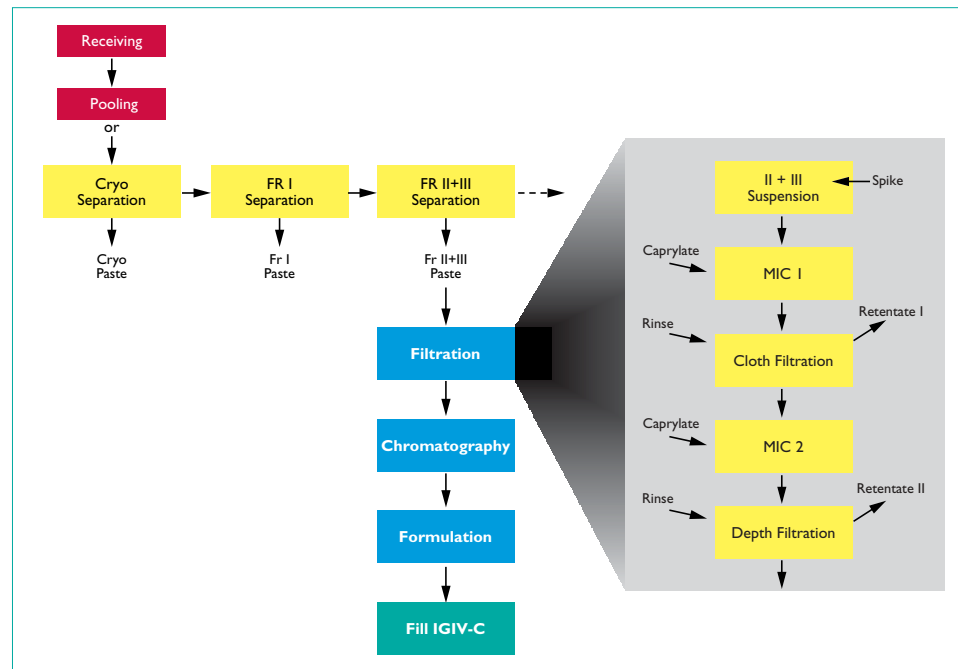 Receiving
Pooling
or
Cryo
Separation
FR I
Separation
FR II+III
Separation
Cryo
Paste
Fr I
Paste
Fr II+III
Paste
Filtration
Chromatography
Formulation
Fill IGIV-C
II + III
Suspension
Spike
Caprylate
MIC I
Rinse
Retentate I
Cloth Filtration
Caprylate
MIC 2
Rinse
Retentate II
Depth Filtration